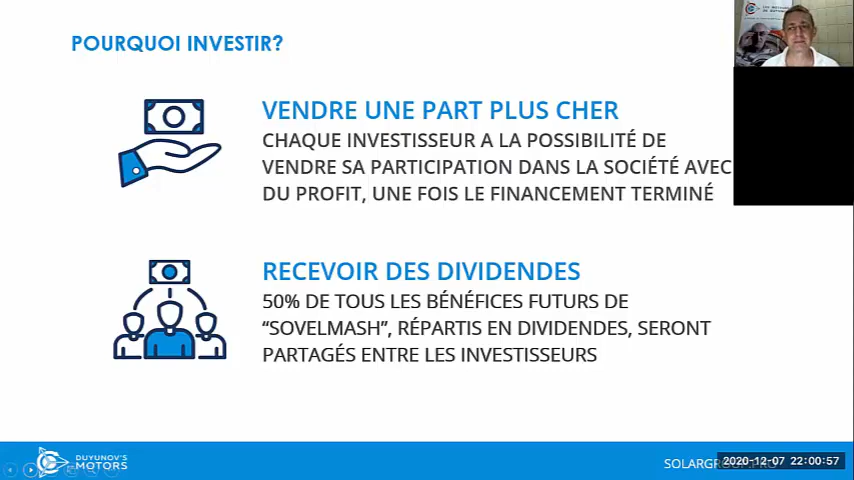 POURQUOI INVESTIR?
VENDRE UNE PART PLUS CHER
CHAQUE INVESTISSEUR A LA POSSIBILITÉ DE
VENDRE SA PARTICIPATION DANS LA SOCIÉTÉ AVEC
DU PROFIT, UNE FOIS LE FINANCEMENT TERMINÉ
RECEVOIR DES DIVIDENDES
50% DE TOUS LES BÉNÉFICES FUTURS DE
“SOVELMASH”, RÉPARTIS EN DIVIDENDES, SERONT
PARTAGÉS ENTRE LES INVESTISSEURS
DUYUNOV'S
MOTORS
2020-12-07 22:00:57